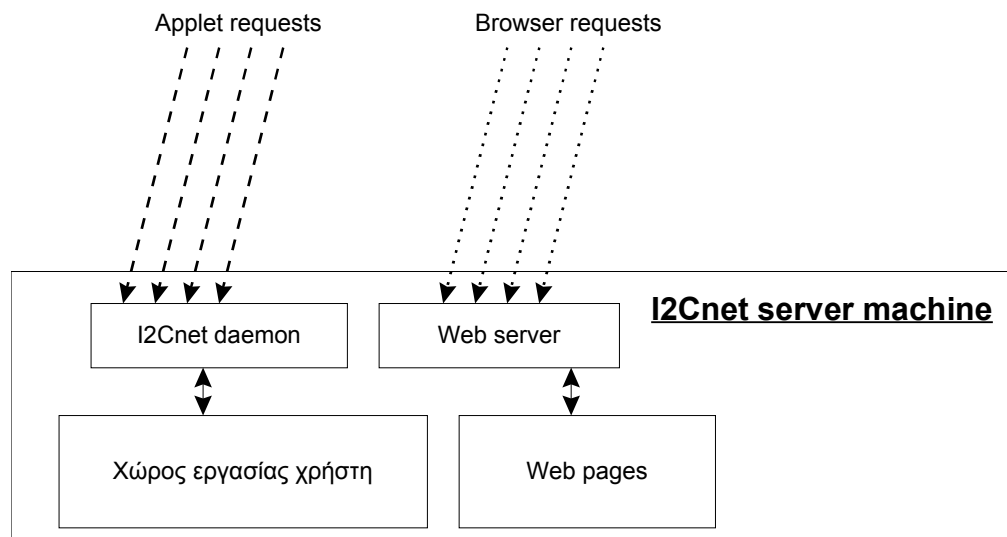 Applet requests
Browser requests
I2Cnet server machine
I2Cnet daemon
Web server
Χώρος εργασίας χρήστη
Web pages